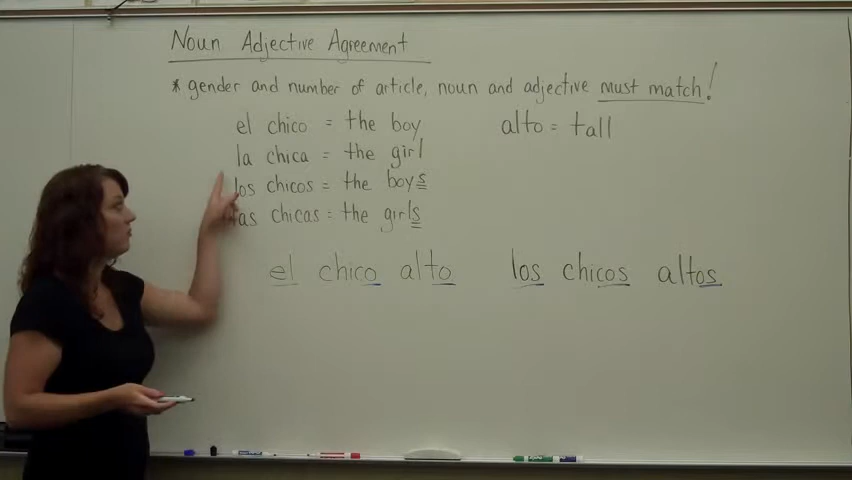 Noun Adjective Agreement
* gender and number of article, noun and adjective must match!
el chico = the boy
alto = tall
la chica = the girl
los chicos = the boys
las chicas = the girls
el chico alto
los chicos altos